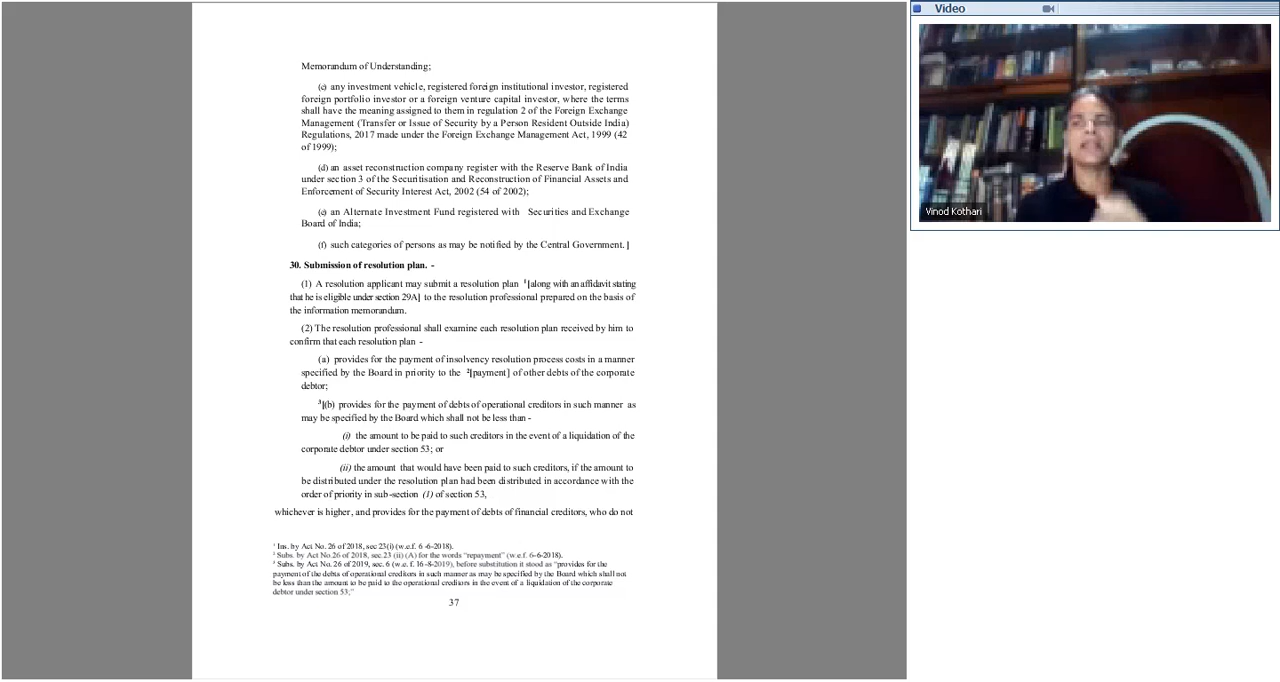 Memorandum of Understanding;
(c) any investment vehicle, registered foreign institutional investor, registered
foreign portfolio investor or a foreign venture capital investor, where the terms
shall have the meaning assigned to them in regulation 2 of the Foreign Exchange
Management (Transfer or Issue of Security by a Person Resident Outside India)
Regulations, 2017 made under the Foreign Exchange Management Act, 1999 (42
of 1999);
(d) an asset reconstruction company register with the Reserve Bank of India
under section 3 of the Securitisation and Reconstruction of Financial Assets and
Enforcement of Security Interest Act, 2002 (54 of 2002);
(e) an Alternate Investment Fund registered with Securities and Exchange
Board of India;
(f) such categories of persons as may be notified by the Central Government.]
30. Submission of resolution plan. -
(1) A resolution applicant may submit a resolution plan ¹[along with an affidavit stating
that he is eligible under section 29A] to the resolution professional prepared on the basis of
the information memorandum.
(2) The resolution professional shall examine each resolution plan received by him to
confirm that each resolution plan -
(a) provides for the payment of insolvency resolution process costs in a manner
specified by the Board in priority to the ²[payment] of other debts of the corporate
debtor;
³[(b) provides for the payment of debts of operational creditors in such manner as
may be specified by the Board which shall not be less than -
(i) the amount to be paid to such creditors in the event of a liquidation of the
corporate debtor under section 53; or
(ii) the amount that would have been paid to such creditors, if the amount to
be distributed under the resolution plan had been distributed in accordance with the
order of priority in sub-section (1) of section 53,
whichever is higher, and provides for the payment of debts of financial creditors, who do not
¹ Ins. by Act No. 26 of 2018, sec 23(i) (w.e.f. 6-6-2018).
² Subs. by Act No.26 of 2018, sec.23 (ii) (A) for the words "repayment" (w.e.f. 6-6-2018).
³ Subs. by Act No. 26 of 2019, sec. 6 (w.e.f. 16-8-2019), before substitution it stood as "provides for the
payment of the debts of operational creditors in such manner as may be specified by the Board which shall not
be less than the amount to be paid to the operational creditors in the event of a liquidation of the corporate
debtor under section 53;"
37
Video
Vinod Kothari